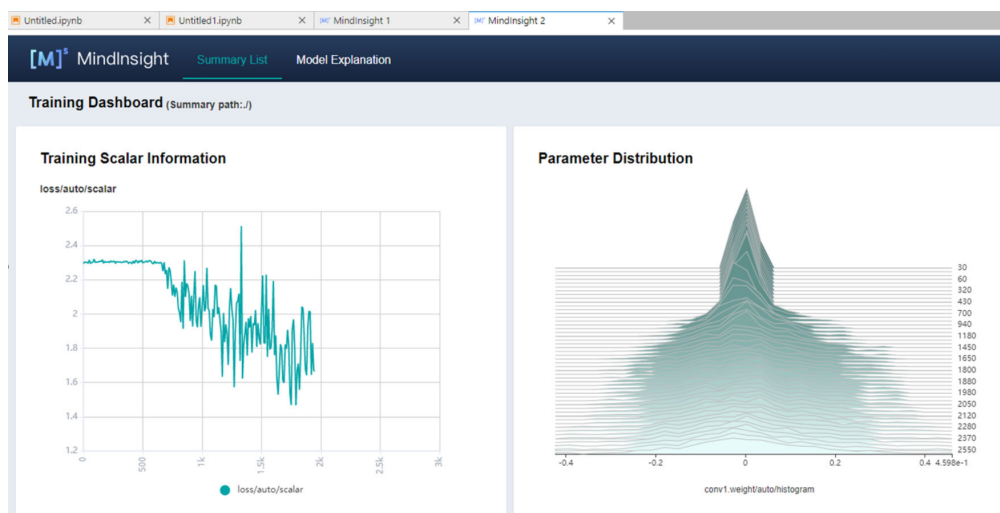 Untitled.ipynb × Untitled1.ipynb × MindInsight 1 × MindInsight 2 ×
[M]s MindInsight Summary List Model Explanation
Training Dashboard (Summary path:./)
Training Scalar Information
loss/auto/scalar
2.6
2.4
2.2
2
1.8
1.6
1.4
1.2
0 500 1k 1.5k 2k 2.5k 3k
loss/auto/scalar
Parameter Distribution
30
60
320
430
700
940
1180
1450
1650
1800
1880
1980
2050
2120
2280
2370
2550
-0.4 -0.2 0 0.2 0.4 4.598e-1
conv1.weight/auto/histogram